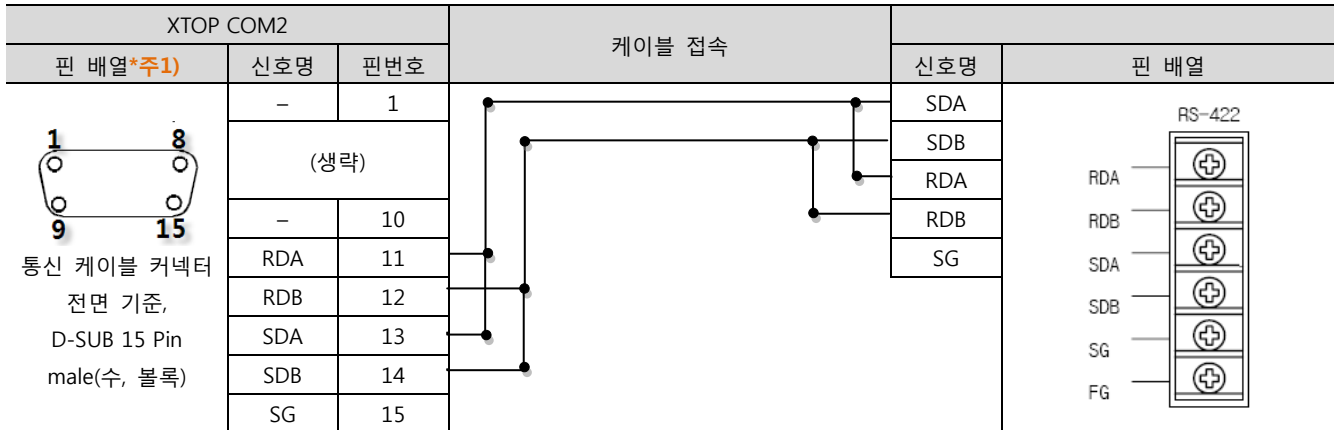 XTOP COM2
케이블 접속
핀 배열*주1)
신호명
핀번호
신호명
핀 배열
1 8
9 15
통신 케이블 커넥터
전면 기준,
D-SUB 15 Pin
male(수, 볼록)
– 1
(생략)
– 10
RDA 11
RDB 12
SDA 13
SDB 14
SG 15
SDA
SDB
RDA
RDB
SG
RS-422
RDA
RDB
SDA
SDB
SG
FG